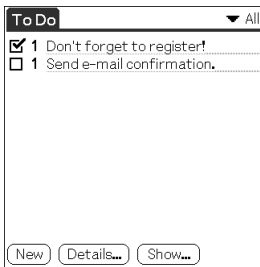 To Do All
1 Don't forget to register!
1 Send e-mail confirmation.
New Details... Show...